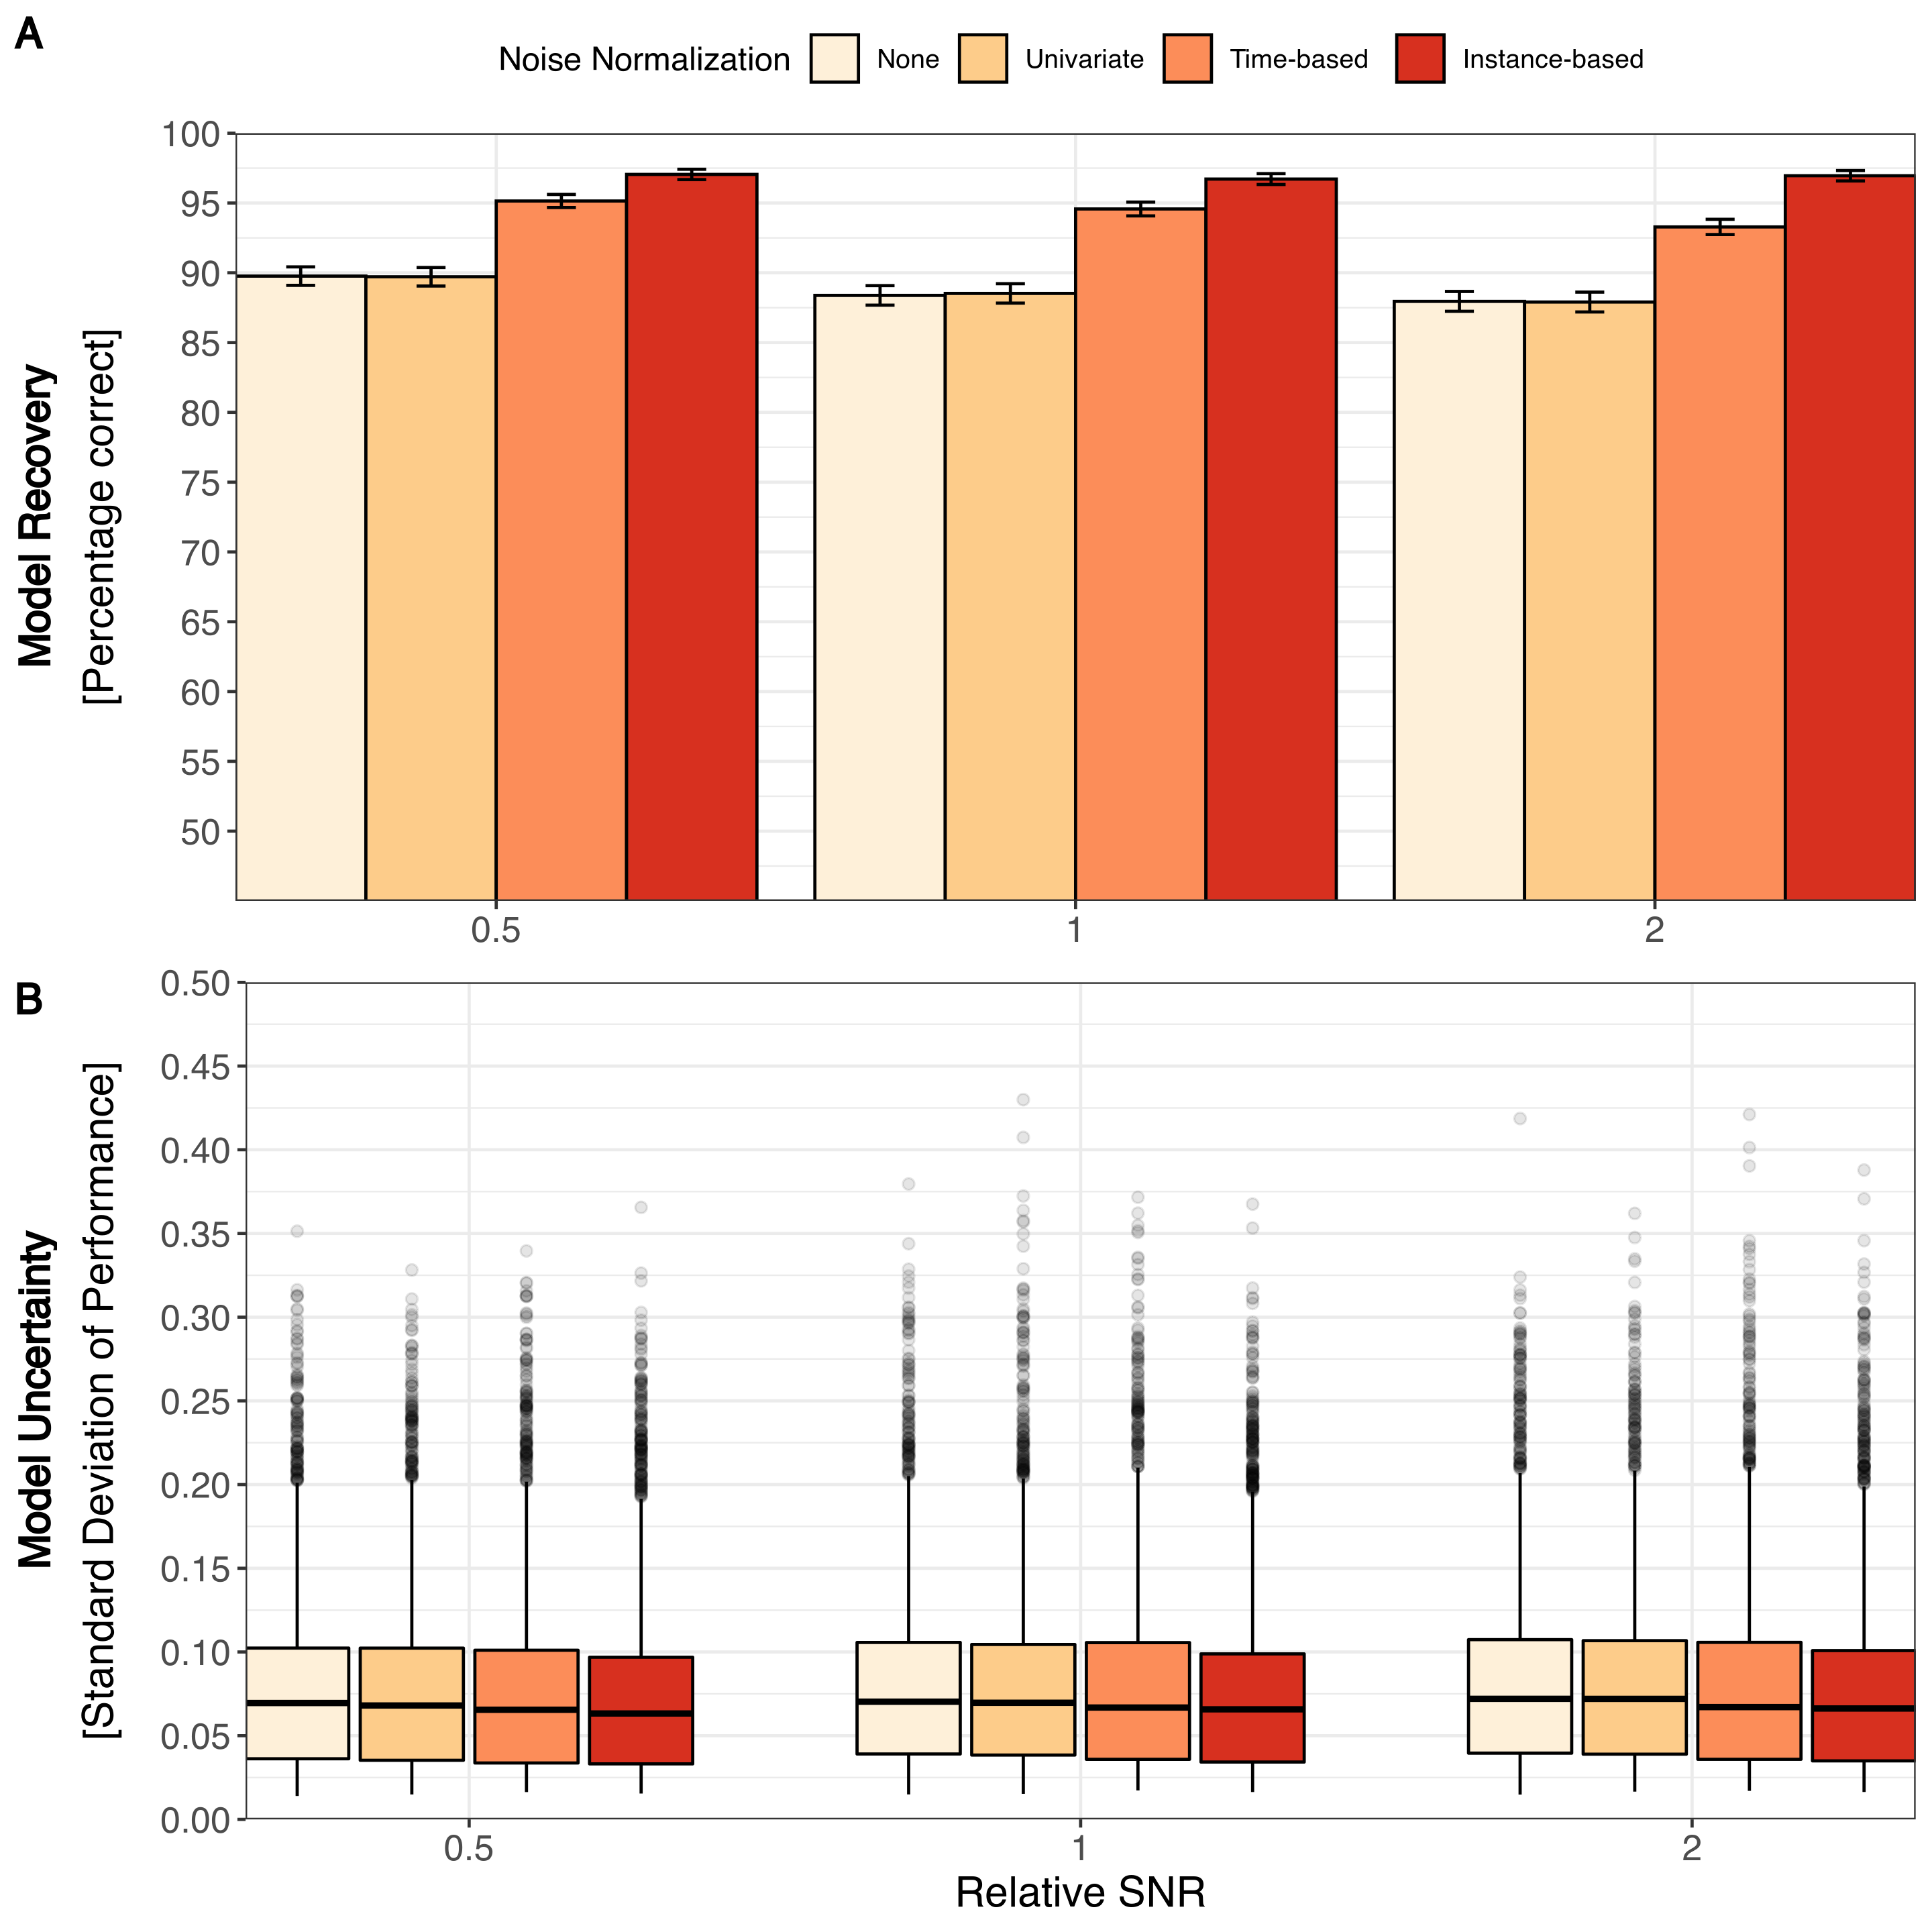 A
Noise Normalization None Univariate Time-based Instance-based
Model Recovery
[Percentage correct]
100
95
90
85
80
75
70
65
60
55
50
0.5 1 2
B
Model Uncertainty
[Standard Deviation of Performance]
0.50
0.45
0.40
0.35
0.30
0.25
0.20
0.15
0.10
0.05
0.00
0.5 1 2
Relative SNR